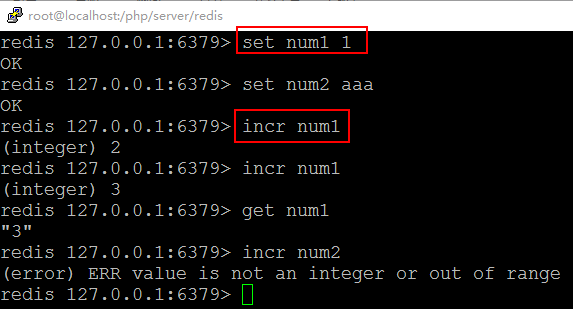 root@localhost:/php/server/redis
redis 127.0.0.1:6379> set num1 1
OK
redis 127.0.0.1:6379> set num2 aaa
OK
redis 127.0.0.1:6379> incr num1
(integer) 2
redis 127.0.0.1:6379> incr num1
(integer) 3
redis 127.0.0.1:6379> get num1
"3"
redis 127.0.0.1:6379> incr num2
(error) ERR value is not an integer or out of range
redis 127.0.0.1:6379>